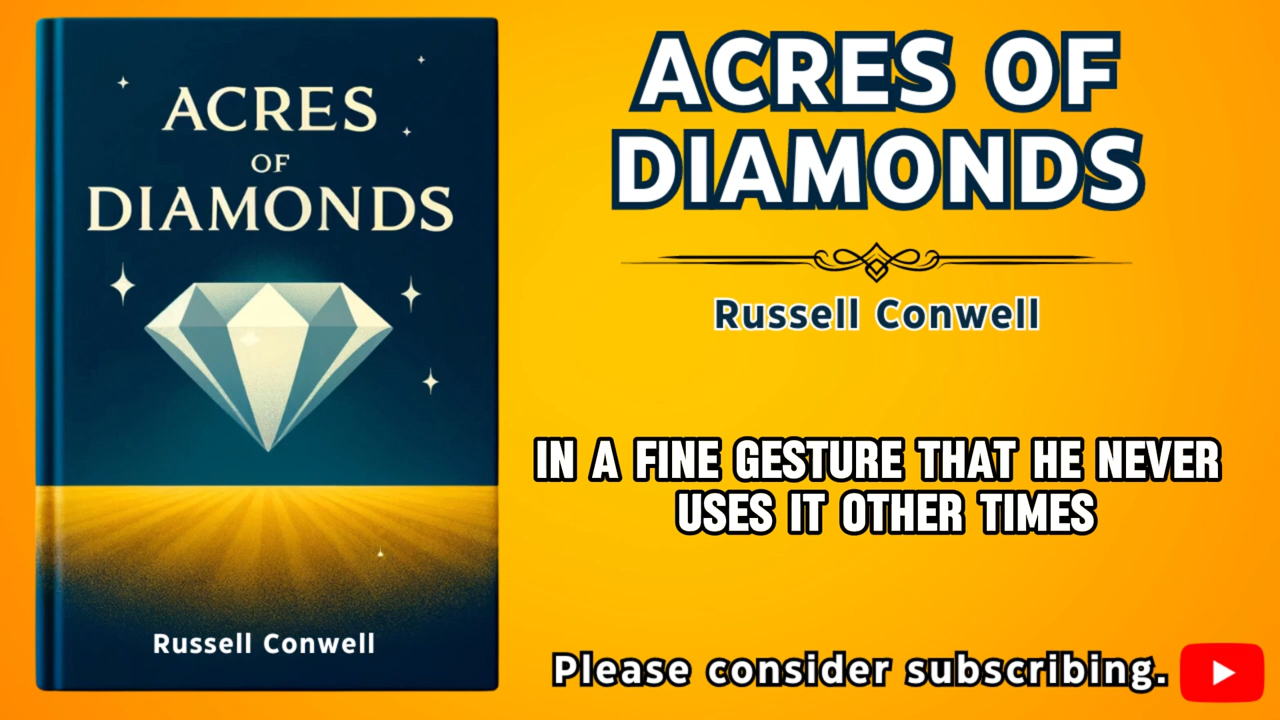 ACRES
OF
DIAMONDS
Russell Conwell
ACRES OF
DIAMONDS
Russell Conwell
IN A FINE GESTURE THAT HE NEVER
USES IT OTHER TIMES
Please consider subscribing.